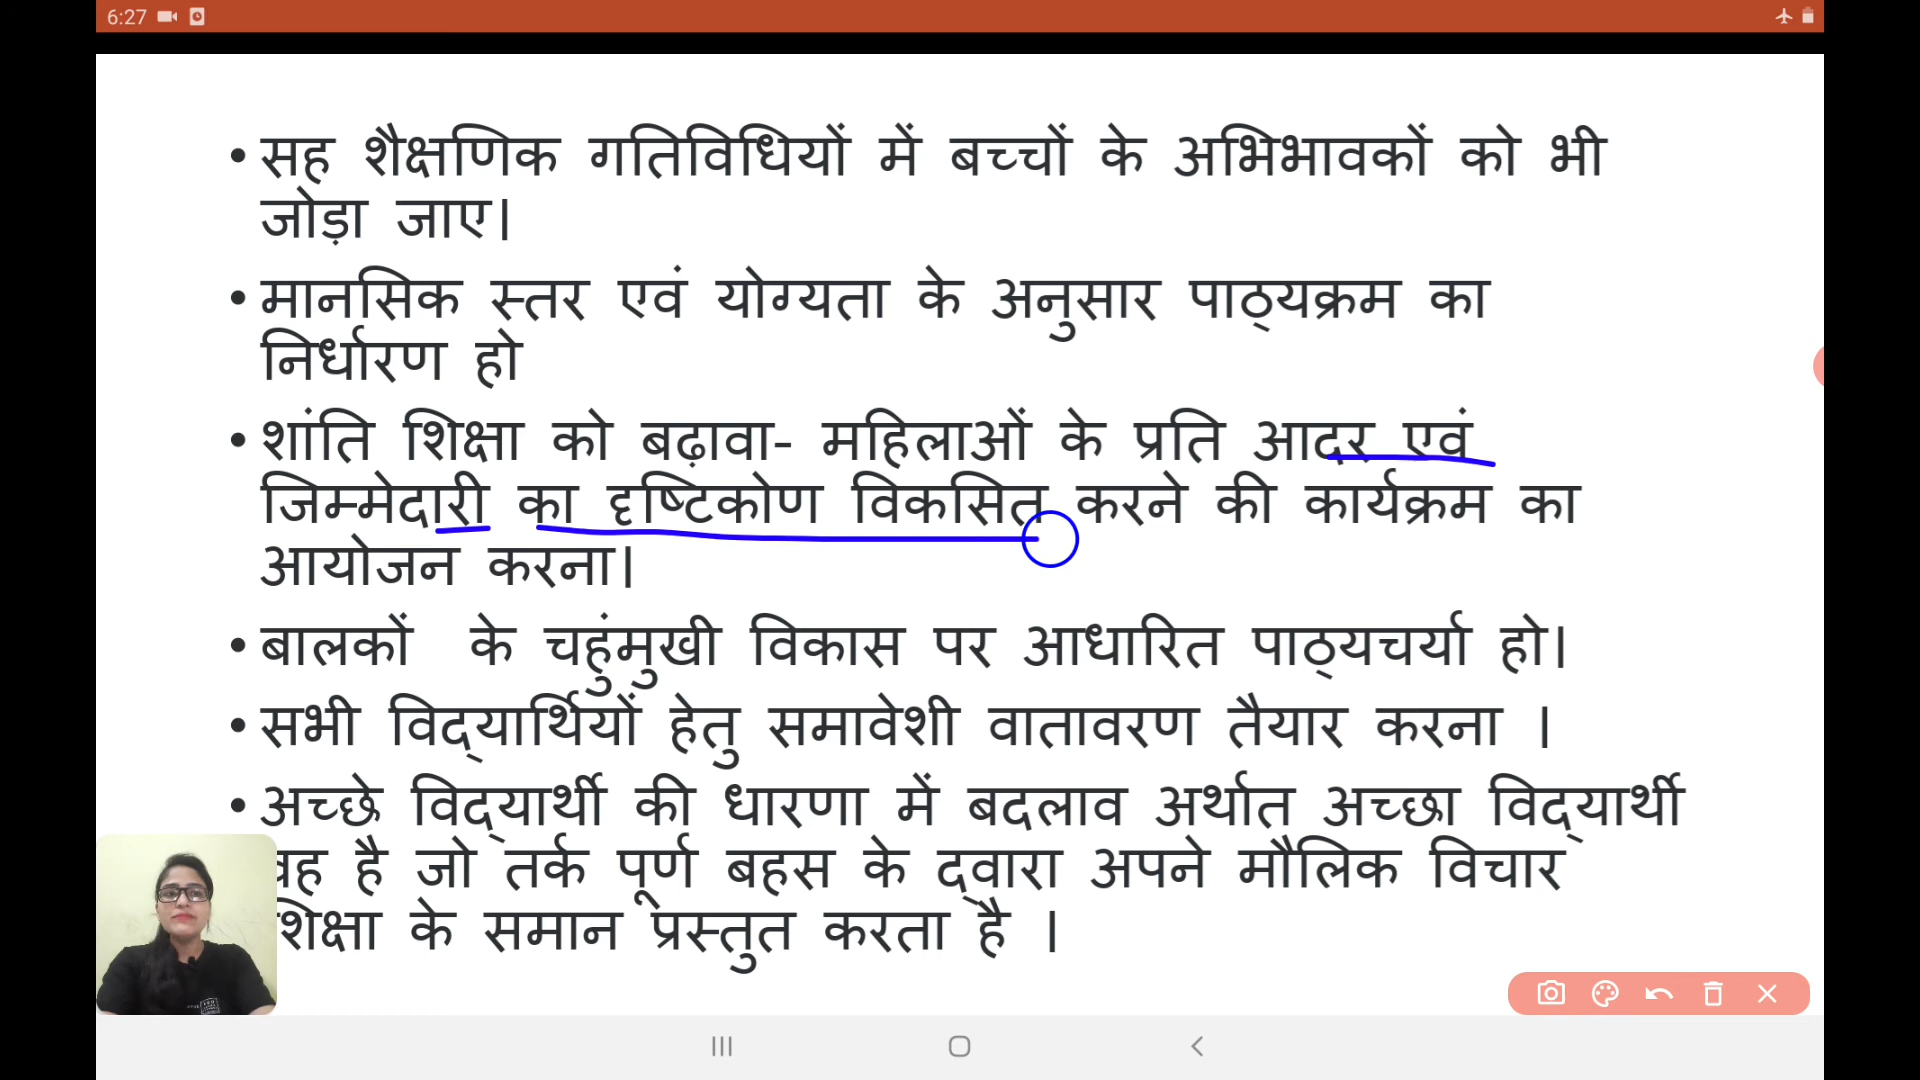 6:27
• सह शैक्षणिक गतिविधियों में बच्चों के अभिभावकों को भी
जोड़ा जाए।
• मानसिक स्तर एवं योग्यता के अनुसार पाठ्यक्रम का
निर्धारण हो
• शांति शिक्षा को बढ़ावा- महिलाओं के प्रति आदर एवं
जिम्मेदारी का दृष्टिकोण विकसित करने की कार्यक्रम का
आयोजन करना।
• बालकों के चहुंमुखी विकास पर आधारित पाठ्यचर्या हो।
• सभी विद्यार्थियों हेतु समावेशी वातावरण तैयार करना ।
• अच्छे विद्यार्थी की धारणा में बदलाव अर्थात अच्छा विद्यार्थी
वह है जो तर्क पूर्ण बहस के द्वारा अपने मौलिक विचार
शिक्षा के समान प्रस्तुत करता है ।